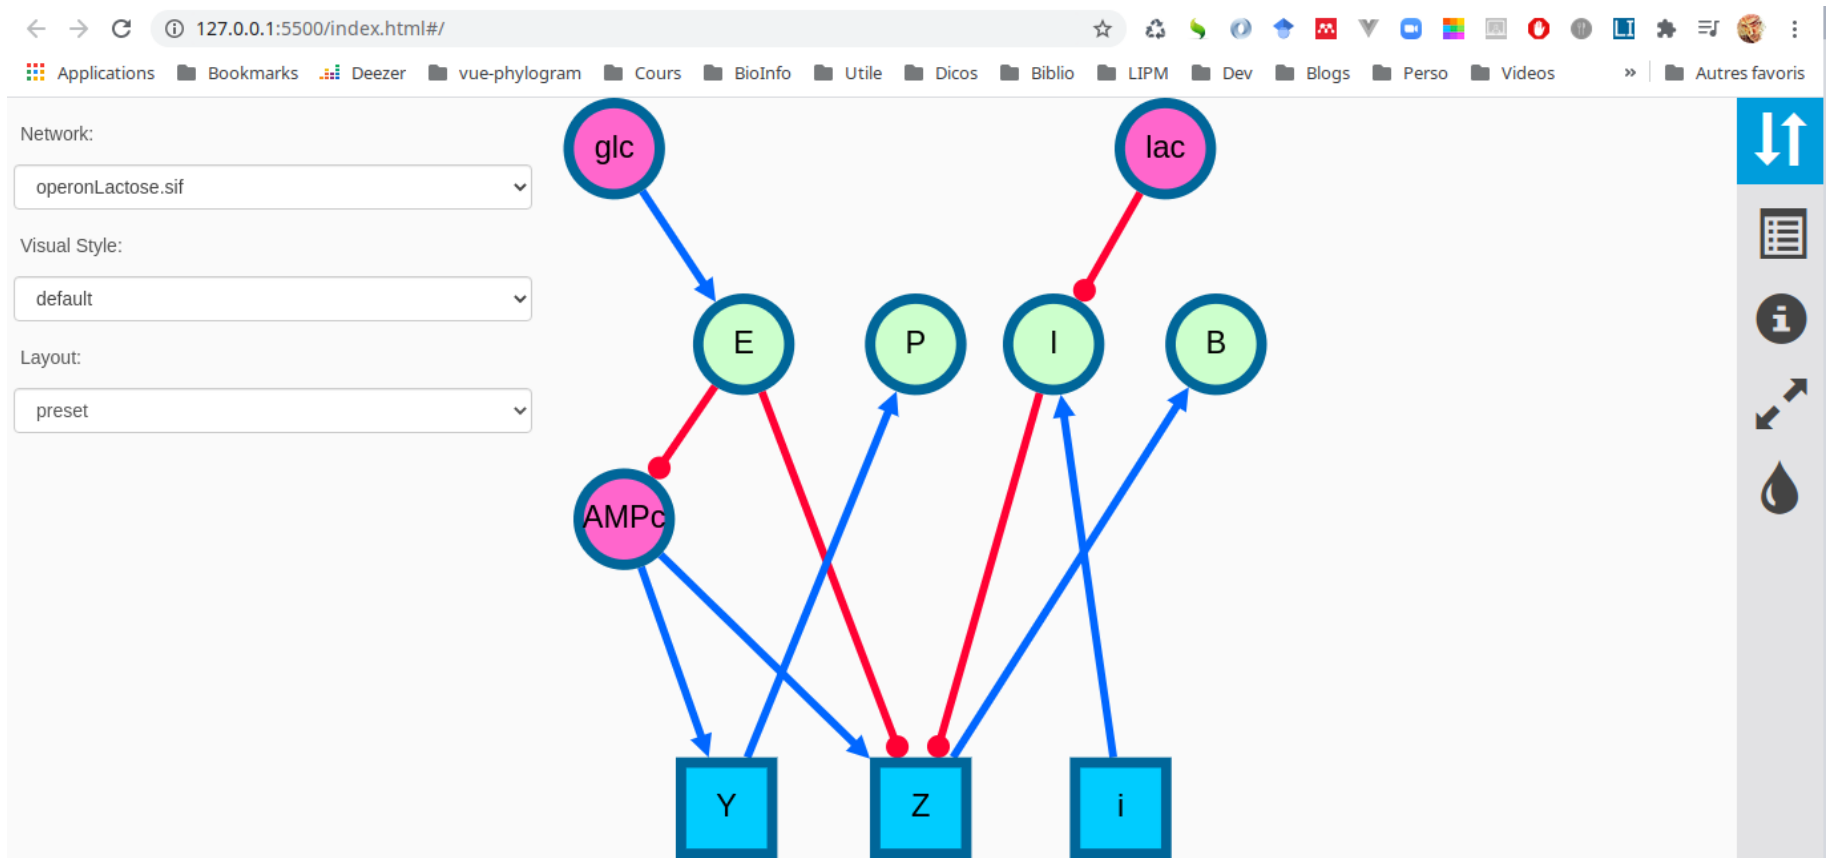 127.0.0.1:5500/index.html#/
LI
Applications Bookmarks Deezer vue-phylogram Cours BioInfo Utile Dicos Biblio LIPM Dev Blogs Perso Videos » Autres favoris
Network:
operonLactose.sif
Visual Style:
default
Layout:
preset
glc lac
E P I B
AMPc
Y Z i